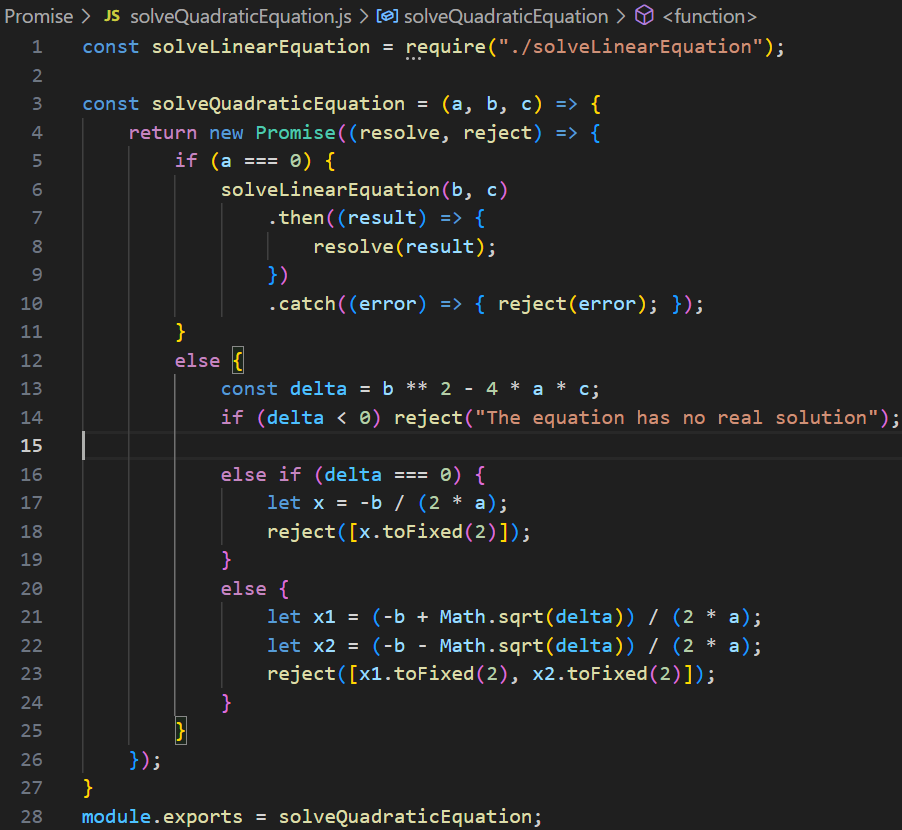 Promise > JS solveQuadraticEquation.js > solveQuadraticEquation > <function>
1 const solveLinearEquation = require("./solveLinearEquation");
2
3 const solveQuadraticEquation = (a, b, c) => {
4     return new Promise((resolve, reject) => {
5         if (a === 0) {
6             solveLinearEquation(b, c)
7                 .then((result) => {
8                     resolve(result);
9                 })
10                 .catch((error) => { reject(error); });
11         }
12         else {
13             const delta = b ** 2 - 4 * a * c;
14             if (delta < 0) reject("The equation has no real solution");
15
16             else if (delta === 0) {
17                 let x = -b / (2 * a);
18                 reject([x.toFixed(2)]);
19             }
20             else {
21                 let x1 = (-b + Math.sqrt(delta)) / (2 * a);
22                 let x2 = (-b - Math.sqrt(delta)) / (2 * a);
23                 reject([x1.toFixed(2), x2.toFixed(2)]);
24             }
25         }
26     });
27 }
28 module.exports = solveQuadraticEquation;